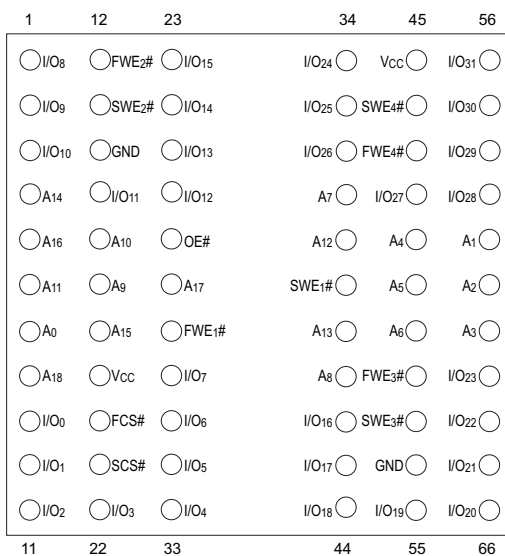 1 12 23 34 45 56
I/O8 FWE2# I/O15 I/O24 VCC I/O31
I/O9 SWE2# I/O14 I/O25 SWE4# I/O30
I/O10 GND I/O13 I/O26 FWE4# I/O29
A14 I/O11 I/O12 A7 I/O27 I/O28
A16 A10 OE# A12 A4 A1
A11 A9 A17 SWE1# A5 A2
A0 A15 FWE1# A13 A6 A3
A18 VCC I/O7 A8 FWE3# I/O23
I/O0 FCS# I/O6 I/O16 SWE3# I/O22
I/O1 SCS# I/O5 I/O17 GND I/O21
I/O2 I/O3 I/O4 I/O18 I/O19 I/O20
11 22 33 44 55 66